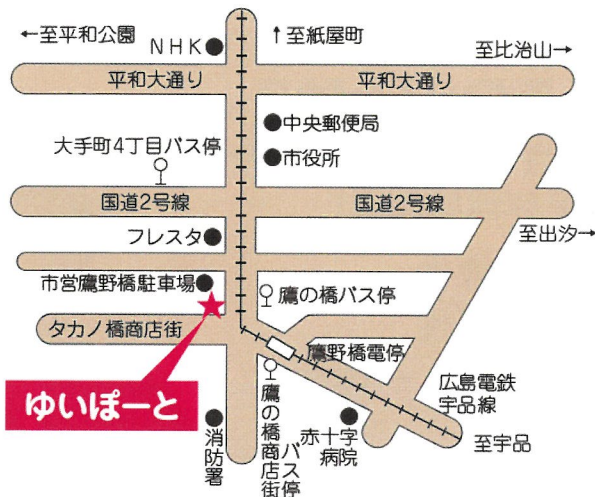 ←至平和公園
NHK
↑至紙屋町
至比治山→
平和大通り
平和大通り
中央郵便局
大手町4丁目バス停
市役所
国道2号線
国道2号線
フレスタ
至出汐→
市営鷹野橋駐車場
鷹の橋バス停
タカノ橋商店街
鷹野橋電停
ゆいぽーと
広島電鉄
宇品線
鷹の橋商店街
バス停
消防署
赤十字
病院
至宇品